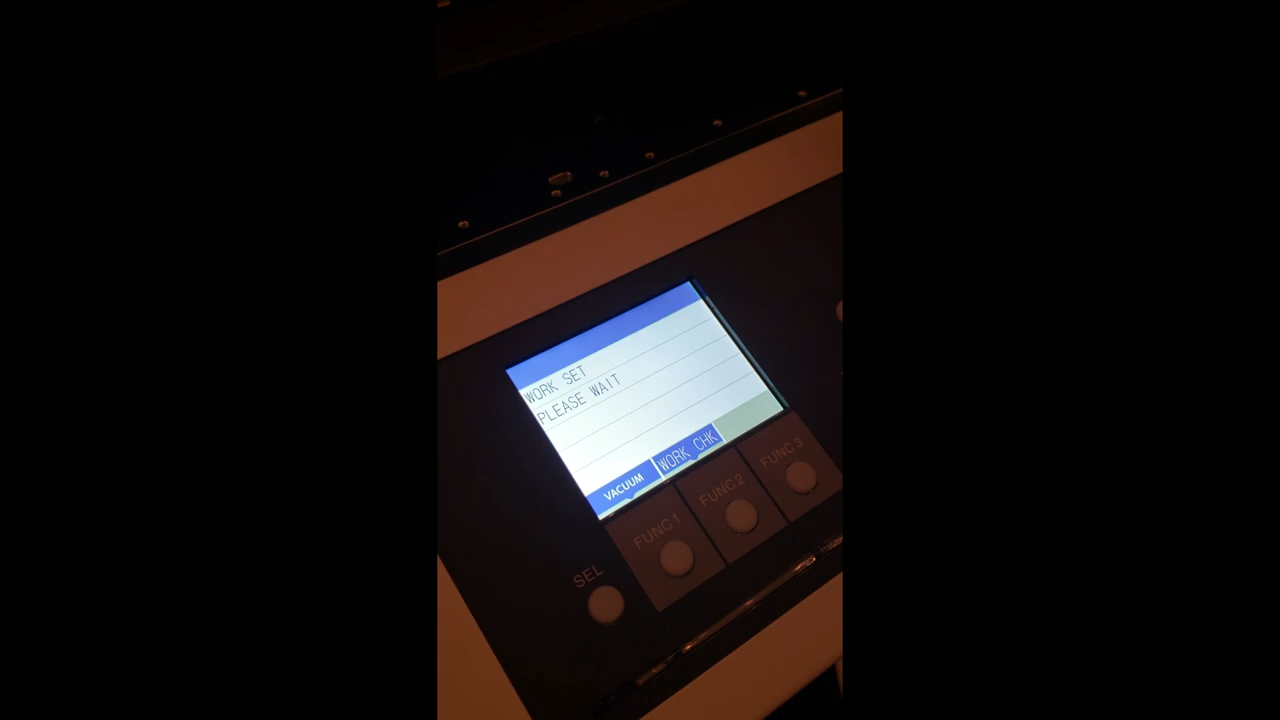 WORK SET
PLEASE WAIT
VACUUM
WORK CHK
FUNC1
FUNC2
FUNC3
SEL